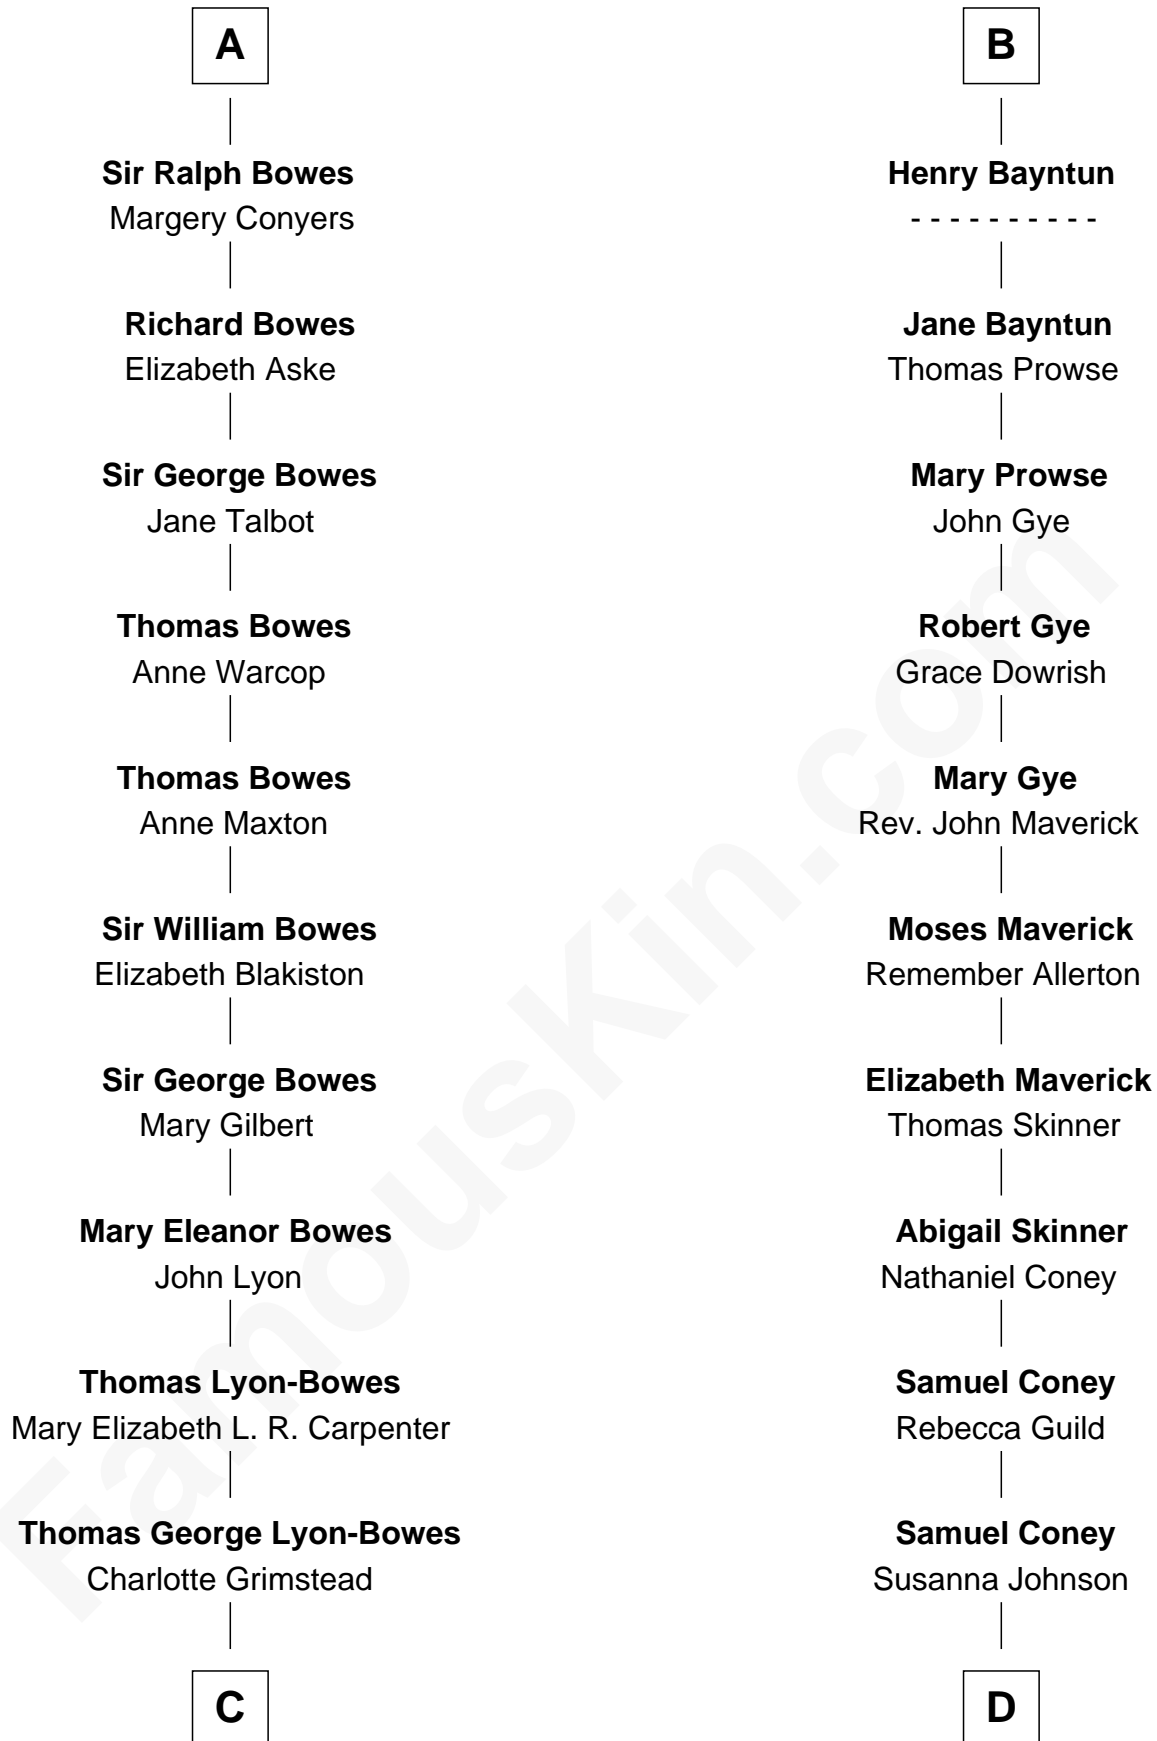 A
Sir Ralph Bowes
Margery Conyers
Richard Bowes
Elizabeth Aske
Sir George Bowes
Jane Talbot
Thomas Bowes
Anne Warcop
Thomas Bowes
Anne Maxton
Sir William Bowes
Elizabeth Blakiston
Sir George Bowes
Mary Gilbert
Mary Eleanor Bowes
John Lyon
Thomas Lyon-Bowes
Mary Elizabeth L. R. Carpenter
Thomas George Lyon-Bowes
Charlotte Grimstead
C
B
Henry Bayntun
- - - - - - - - - -
Jane Bayntun
Thomas Prowse
Mary Prowse
John Gye
Robert Gye
Grace Dowrish
Mary Gye
Rev. John Maverick
Moses Maverick
Remember Allerton
Elizabeth Maverick
Thomas Skinner
Abigail Skinner
Nathaniel Coney
Samuel Coney
Rebecca Guild
Samuel Coney
Susanna Johnson
D
FamousKin.com